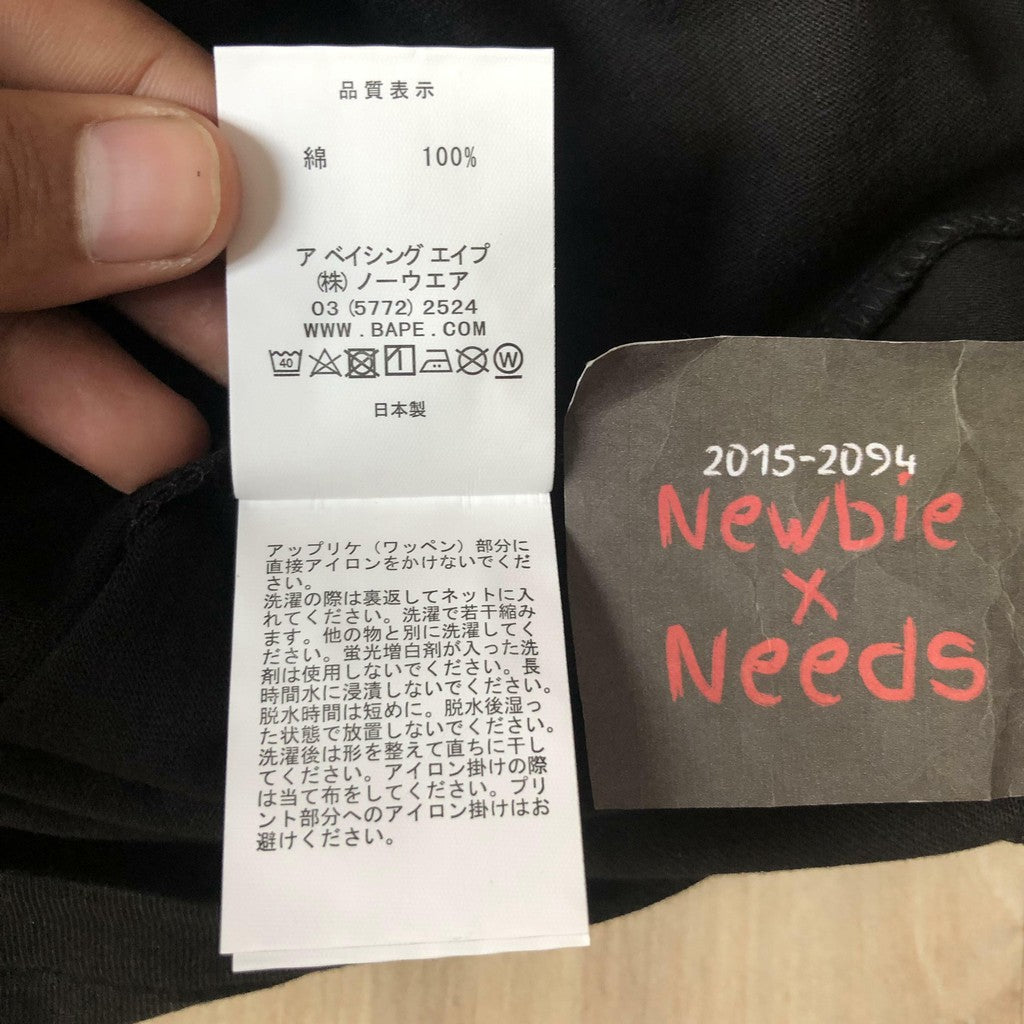 品質表示
綿 100%
ア ベイシング エイプ
(株) ノーウエア
03 (5772) 2524
WWW.BAPE.COM
40 1 W
日本製
アップリケ（ワッペン）部分に
直接アイロンをかけないでくだ
さい。
洗濯の際は裏返してネットに入
れてください。洗濯で若干縮み
ます。他の物と別に洗濯してく
ださい。蛍光増白剤が入った洗
剤は使用しないでください。長
時間水に浸漬しないでください。
脱水時間は短めに。脱水後湿っ
た状態で放置しないでください。
洗濯後は形を整えて直ちに干し
てください。アイロン掛けの際
は当て布をしてください。プリ
ント部分へのアイロン掛けはお
避けください。
2015-2094
Newbie
x
Needs